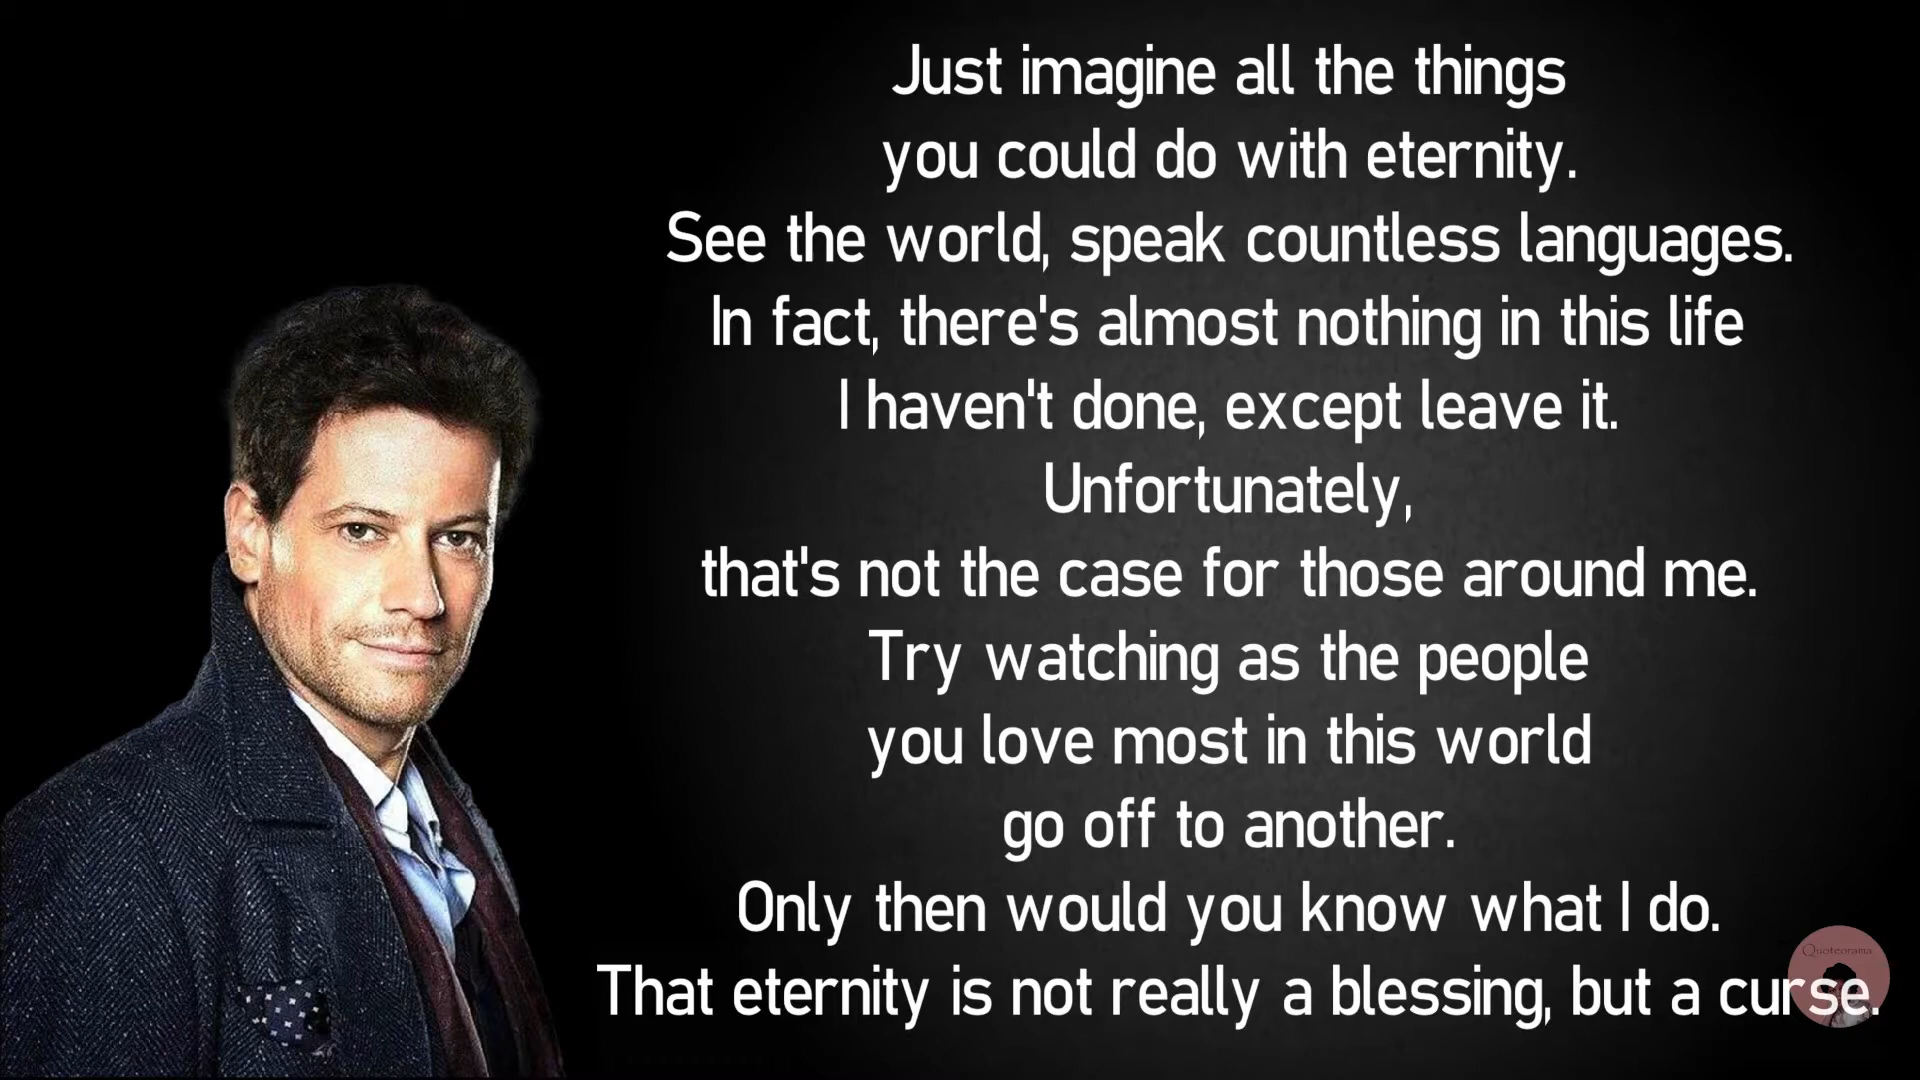 Just imagine all the things
you could do with eternity.
See the world, speak countless languages.
In fact, there's almost nothing in this life
I haven't done, except leave it.
Unfortunately,
that's not the case for those around me.
Try watching as the people
you love most in this world
go off to another.
Only then would you know what I do.
That eternity is not really a blessing, but a curse.
Quoteorama